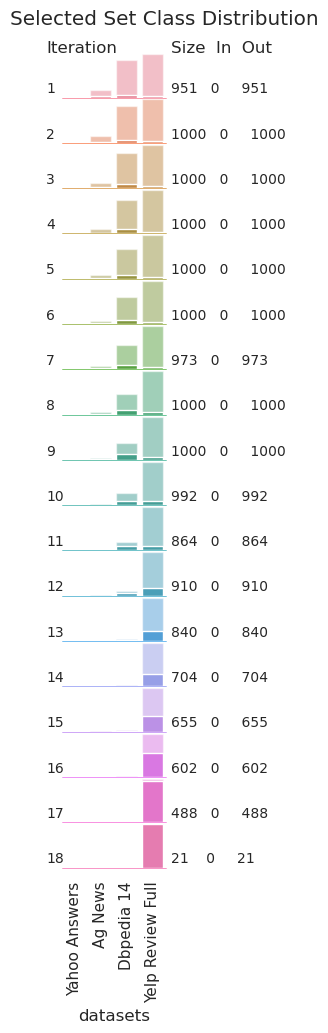 Selected Set Class Distribution
Iteration Size In Out
1 951 0 951
2 1000 0 1000
3 1000 0 1000
4 1000 0 1000
5 1000 0 1000
6 1000 0 1000
7 973 0 973
8 1000 0 1000
9 1000 0 1000
10 992 0 992
11 864 0 864
12 910 0 910
13 840 0 840
14 704 0 704
15 655 0 655
16 602 0 602
17 488 0 488
18 21 0 21
Yahoo Answers
Ag News
Dbpedia 14
Yelp Review Full
datasets